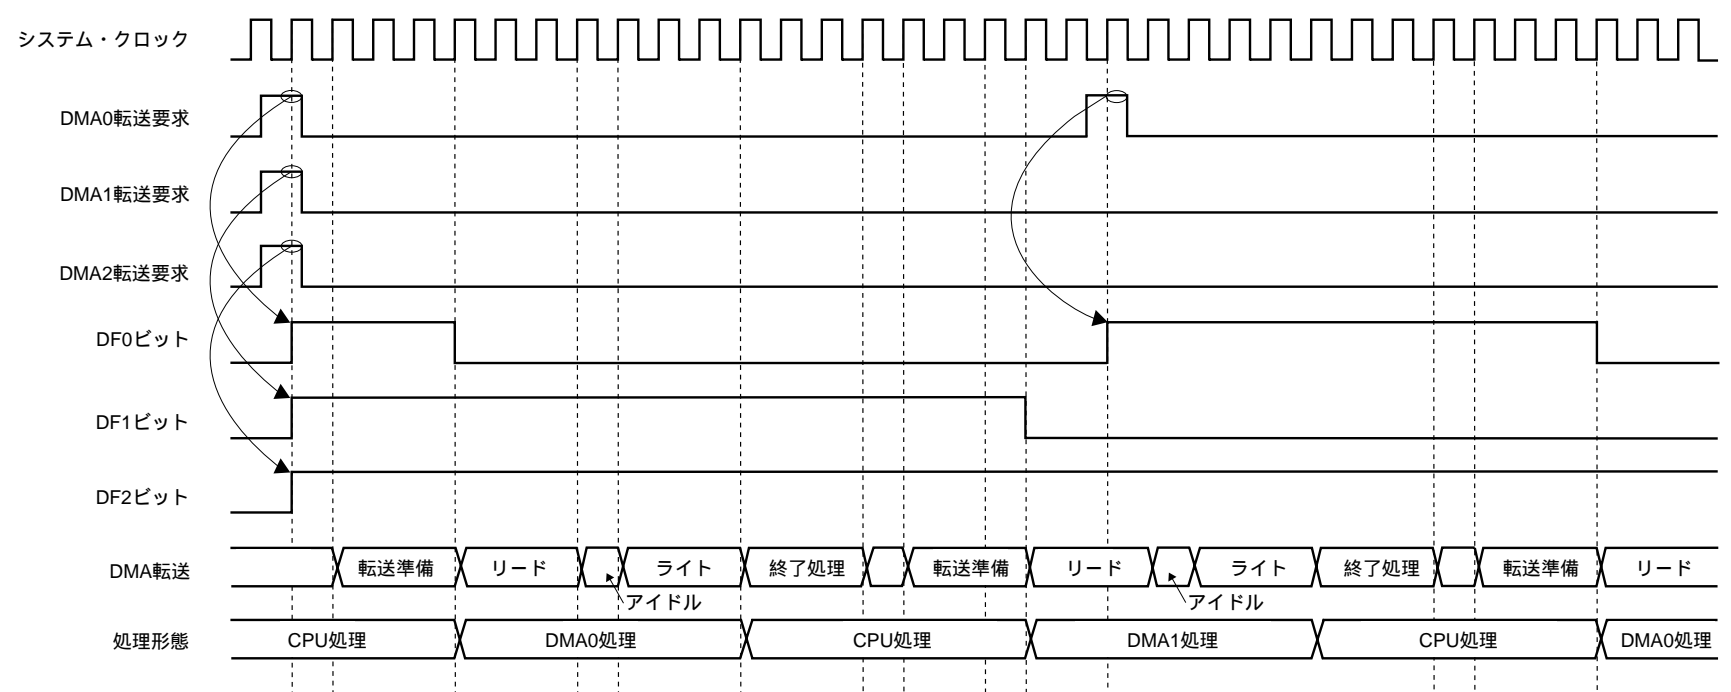 システム・クロック
DMA0転送要求
DMA1転送要求
DMA2転送要求
DF0ビット
DF1ビット
DF2ビット
DMA転送
転送準備
リード
ライト
終了処理
転送準備
リード
ライト
終了処理
転送準備
リード
アイドル
アイドル
処理形態
CPU処理
DMA0処理
CPU処理
DMA1処理
CPU処理
DMA0処理